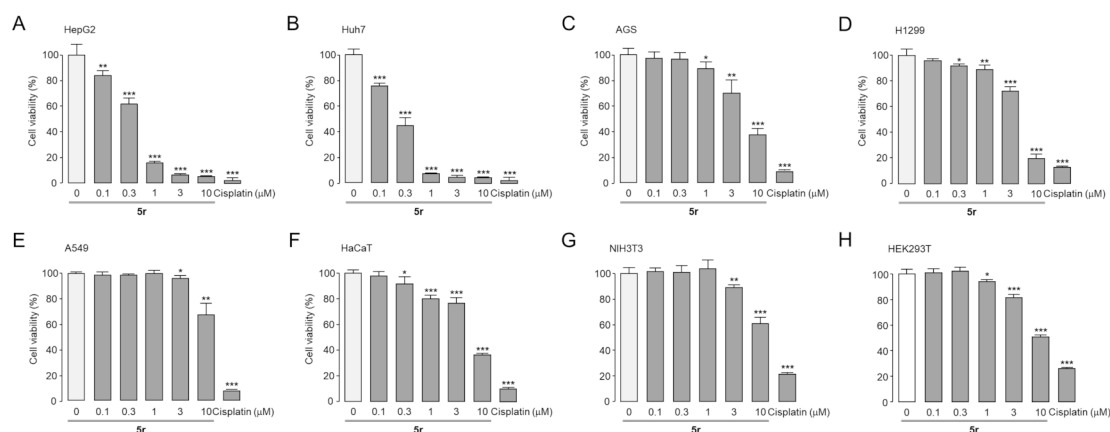 A
HepG2
Cell viability (%)
100
80
60
40
20
0
** *** *** *** *** ***
0 0.1 0.3 1 3 10 Cisplatin (μM)
5r
B
Huh7
Cell viability (%)
100
80
60
40
20
0
*** *** *** *** *** ***
0 0.1 0.3 1 3 10 Cisplatin (μM)
5r
C
AGS
Cell viability (%)
100
80
60
40
20
0
* ** *** ***
0 0.1 0.3 1 3 10 Cisplatin (μM)
5r
D
H1299
Cell viability (%)
100
80
60
40
20
0
* ** *** *** ***
0 0.1 0.3 1 3 10 Cisplatin (μM)
5r
E
A549
Cell viability (%)
100
80
60
40
20
0
* ** ***
0 0.1 0.3 1 3 10 Cisplatin (μM)
5r
F
HaCaT
Cell viability (%)
100
80
60
40
20
0
* *** *** *** ***
0 0.1 0.3 1 3 10 Cisplatin (μM)
5r
G
NIH3T3
Cell viability (%)
100
80
60
40
20
0
** *** ***
0 0.1 0.3 1 3 10 Cisplatin (μM)
5r
H
HEK293T
Cell viability (%)
100
80
60
40
20
0
* *** *** ***
0 0.1 0.3 1 3 10 Cisplatin (μM)
5r